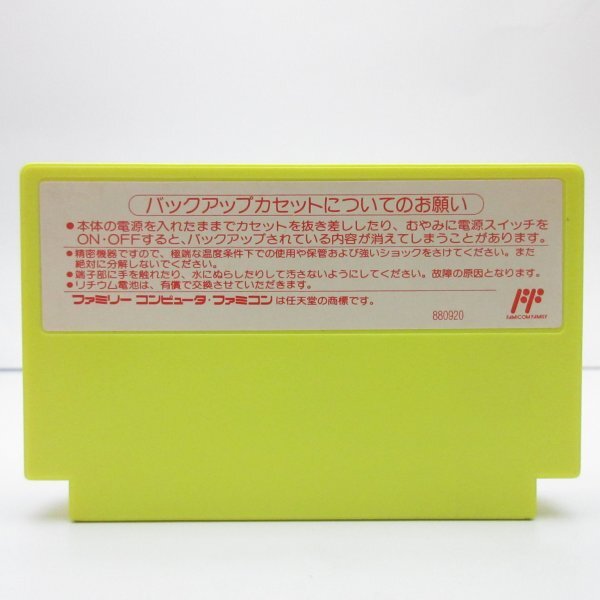 バックアップカセットについてのお願い
●本体の電源を入れたままでカセットを抜き差ししたり、むやみに電源スイッチを
ON・OFFすると、バックアップされている内容が消えてしまうことがあります。
●精密機器ですので、極端な温度条件下での使用や保管および強いショックをさけてください。また
絶対に分解しないでください。
●端子部に手を触れたり、水にぬらしたりして汚さないようにしてください。故障の原因となります。
●リチウム電池は、有償で交換させていただきます。
ファミリー コンピュータ・ファミコンは任天堂の商標です。
880920
FAMICOM FAMILY